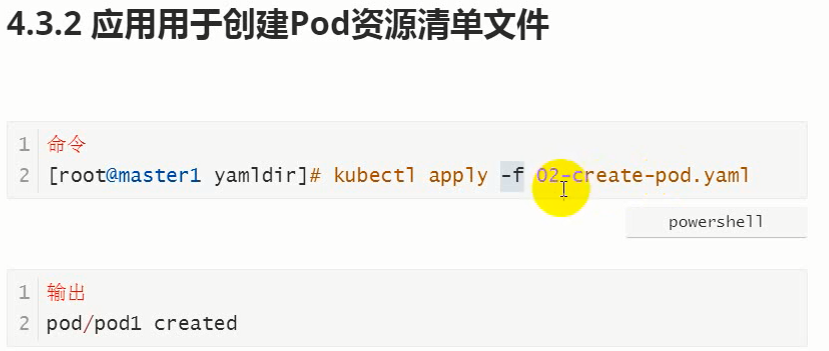 4.3.2 应用用于创建Pod资源清单文件
1 命令
2 [root@master1 yamldir]# kubectl apply -f 02-create-pod.yaml
powershell
1 输出
2 pod/pod1 created